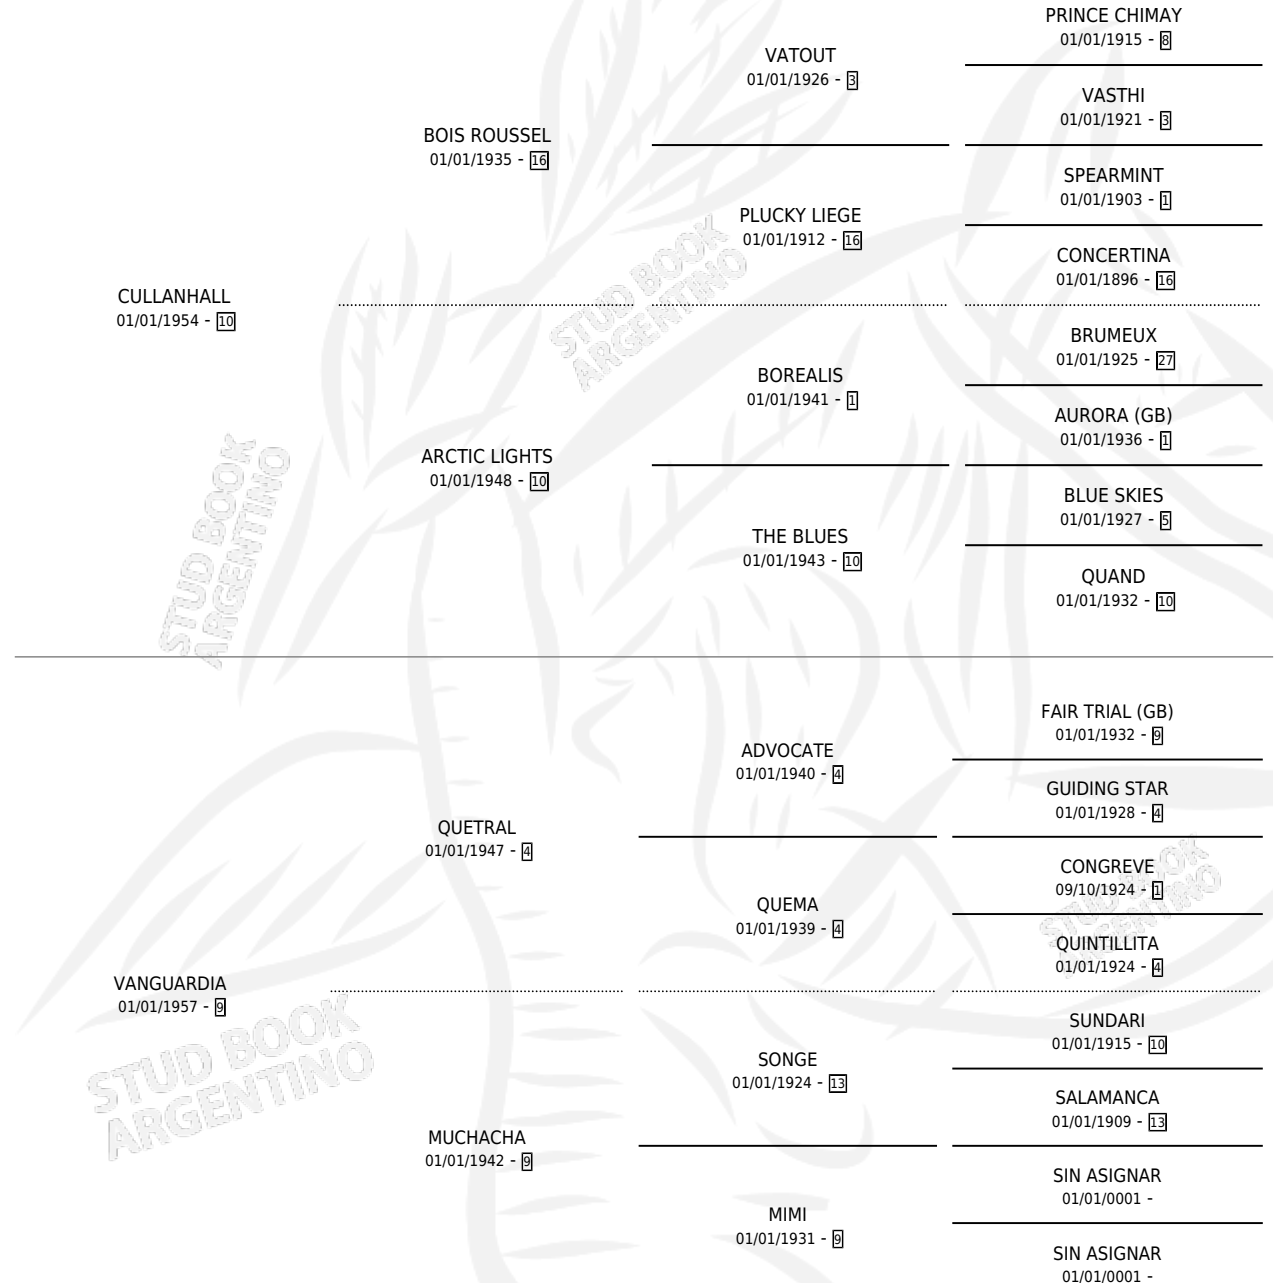 PRINCE CHIMAY
01/01/1915 - 8
VATOUT
01/01/1926 - 3
VASTHI
01/01/1921 - 3
BOIS ROUSSEL
01/01/1935 - 16
SPEARMINT
01/01/1903 - 1
PLUCKY LIEGE
01/01/1912 - 16
CONCERTINA
01/01/1896 - 16
CULLANHALL
01/01/1954 - 10
BRUMEUX
01/01/1925 - 27
BOREALIS
01/01/1941 - 1
AURORA (GB)
01/01/1936 - 1
ARCTIC LIGHTS
01/01/1948 - 10
BLUE SKIES
01/01/1927 - 5
THE BLUES
01/01/1943 - 10
QUAND
01/01/1932 - 10
FAIR TRIAL (GB)
01/01/1932 - 9
ADVOCATE
01/01/1940 - 4
GUIDING STAR
01/01/1928 - 4
QUETRAL
01/01/1947 - 4
CONGREVE
09/10/1924 - 1
QUEMA
01/01/1939 - 4
QUINTILLITA
01/01/1924 - 4
VANGUARDIA
01/01/1957 - 9
SUNDARI
01/01/1915 - 10
SONGE
01/01/1924 - 13
SALAMANCA
01/01/1909 - 13
MUCHACHA
01/01/1942 - 9
SIN ASIGNAR
01/01/0001 -
MIMI
01/01/1931 - 9
SIN ASIGNAR
01/01/0001 -
STUD BOOK
ARGENTINO
STUD BOOK
ARGENTINO
STUD BOOK
ARGENTINO
STUD BOOK
ARGENTINO